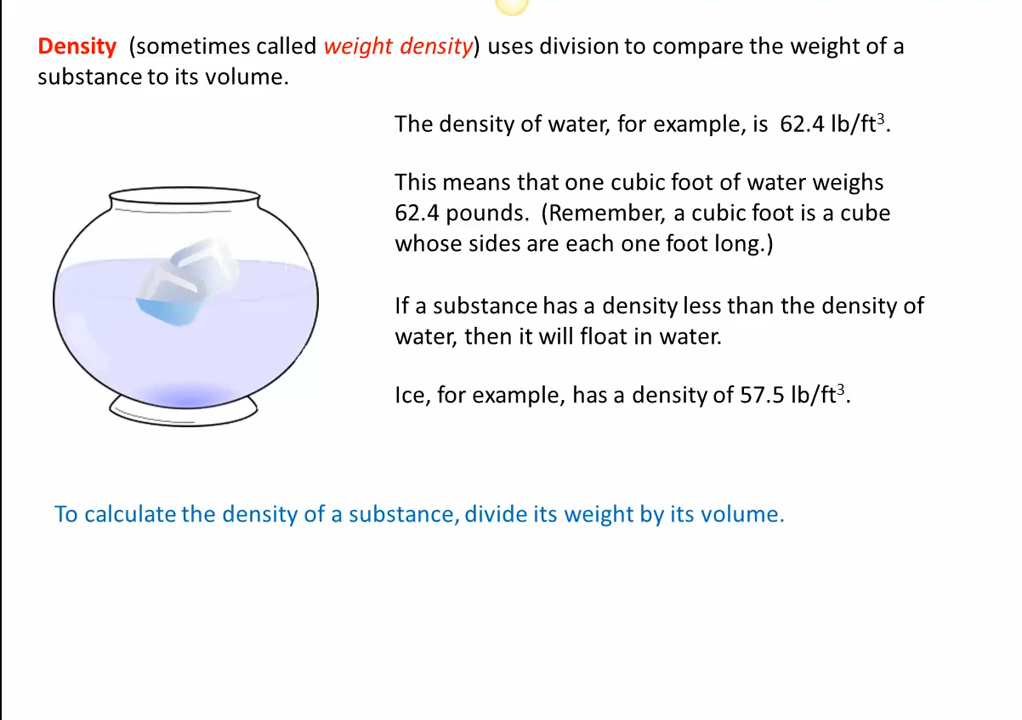 Density (sometimes called weight density) uses division to compare the weight of a
substance to its volume.
The density of water, for example, is 62.4 lb/ft³.
This means that one cubic foot of water weighs
62.4 pounds. (Remember, a cubic foot is a cube
whose sides are each one foot long.)
If a substance has a density less than the density of
water, then it will float in water.
Ice, for example, has a density of 57.5 lb/ft³.
To calculate the density of a substance, divide its weight by its volume.